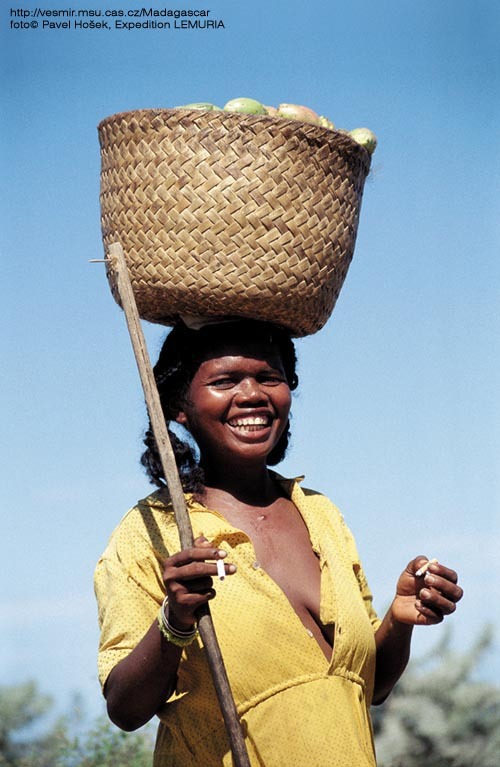 http://vesmir.msu.cas.cz/Madagascar
foto© Pavel Hošek, Expedition LEMURIA